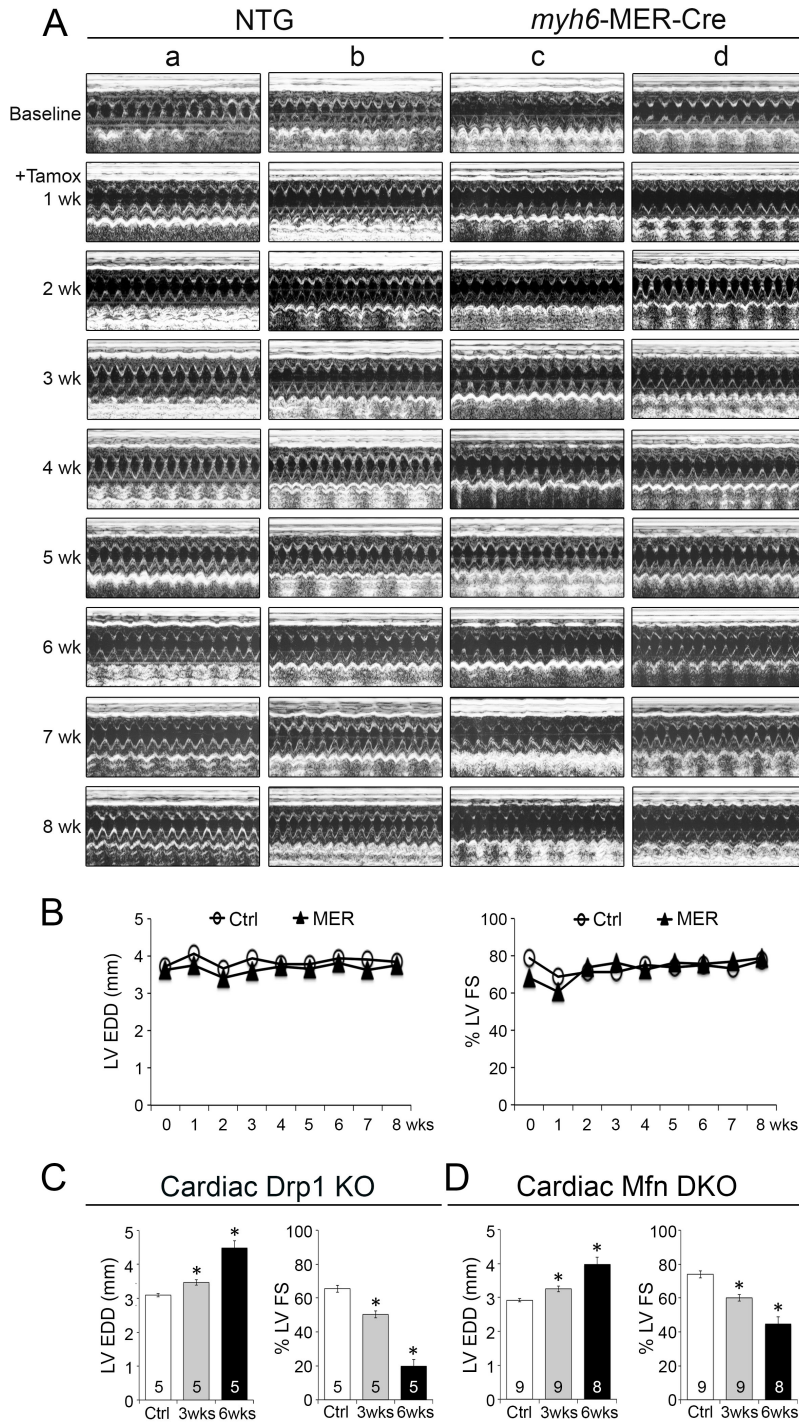 A
NTG
myh6-MER-Cre
a b c d
Baseline
+Tamox
1 wk
2 wk
3 wk
4 wk
5 wk
6 wk
7 wk
8 wk
B
Ctrl MER
LV EDD (mm)
5
4
3
2
1
0
0 1 2 3 4 5 6 7 8 wks
Ctrl MER
% LV FS
100
80
60
40
20
0
0 1 2 3 4 5 6 7 8 wks
C
Cardiac Drp1 KO
LV EDD (mm)
5
4
3
2
1
0
* *
5 5 5
Ctrl 3wks 6wks
% LV FS
100
80
60
40
20
0
* *
5 5 5
Ctrl 3wks 6wks
D
Cardiac Mfn DKO
LV EDD (mm)
5
4
3
2
1
0
* *
9 9 8
Ctrl 3wks 6wks
% LV FS
100
80
60
40
20
0
* *
9 9 8
Ctrl 3wks 6wks